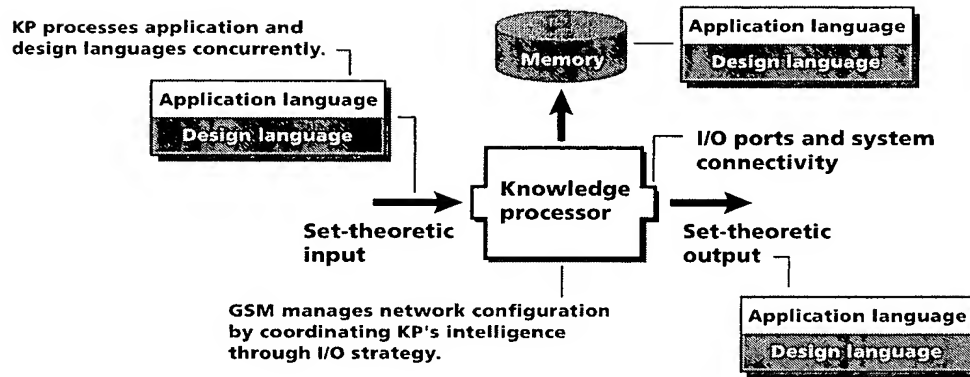 KP processes application and
design languages concurrently.
Application language
Design language
Memory
Application language
Design language
I/O ports and system
connectivity
Knowledge
processor
Set-theoretic
input
Set-theoretic
output
GSM manages network configuration
by coordinating KP's intelligence
through I/O strategy.
Application language
Design language